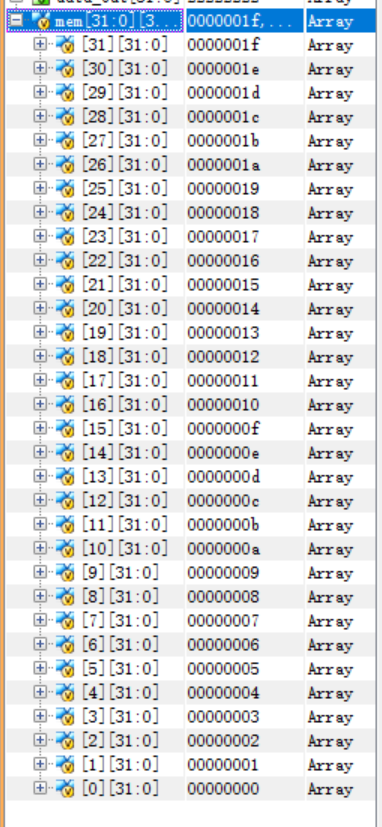 mem[31:0][3... 0000001f,... Array
[31][31:0] 0000001f Array
[30][31:0] 0000001e Array
[29][31:0] 0000001d Array
[28][31:0] 0000001c Array
[27][31:0] 0000001b Array
[26][31:0] 0000001a Array
[25][31:0] 00000019 Array
[24][31:0] 00000018 Array
[23][31:0] 00000017 Array
[22][31:0] 00000016 Array
[21][31:0] 00000015 Array
[20][31:0] 00000014 Array
[19][31:0] 00000013 Array
[18][31:0] 00000012 Array
[17][31:0] 00000011 Array
[16][31:0] 00000010 Array
[15][31:0] 0000000f Array
[14][31:0] 0000000e Array
[13][31:0] 0000000d Array
[12][31:0] 0000000c Array
[11][31:0] 0000000b Array
[10][31:0] 0000000a Array
[9][31:0] 00000009 Array
[8][31:0] 00000008 Array
[7][31:0] 00000007 Array
[6][31:0] 00000006 Array
[5][31:0] 00000005 Array
[4][31:0] 00000004 Array
[3][31:0] 00000003 Array
[2][31:0] 00000002 Array
[1][31:0] 00000001 Array
[0][31:0] 00000000 Array